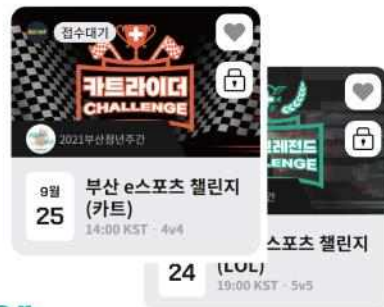 접수대기
카트라이더
CHALLENGE
2021부산청년주간
9월
25
부산 e스포츠 챌린지
(카트)
14:00 KST · 4v4
레전드
ENGE
스포츠 챌린지
24
(LOL)
19:00 KST · 5v5